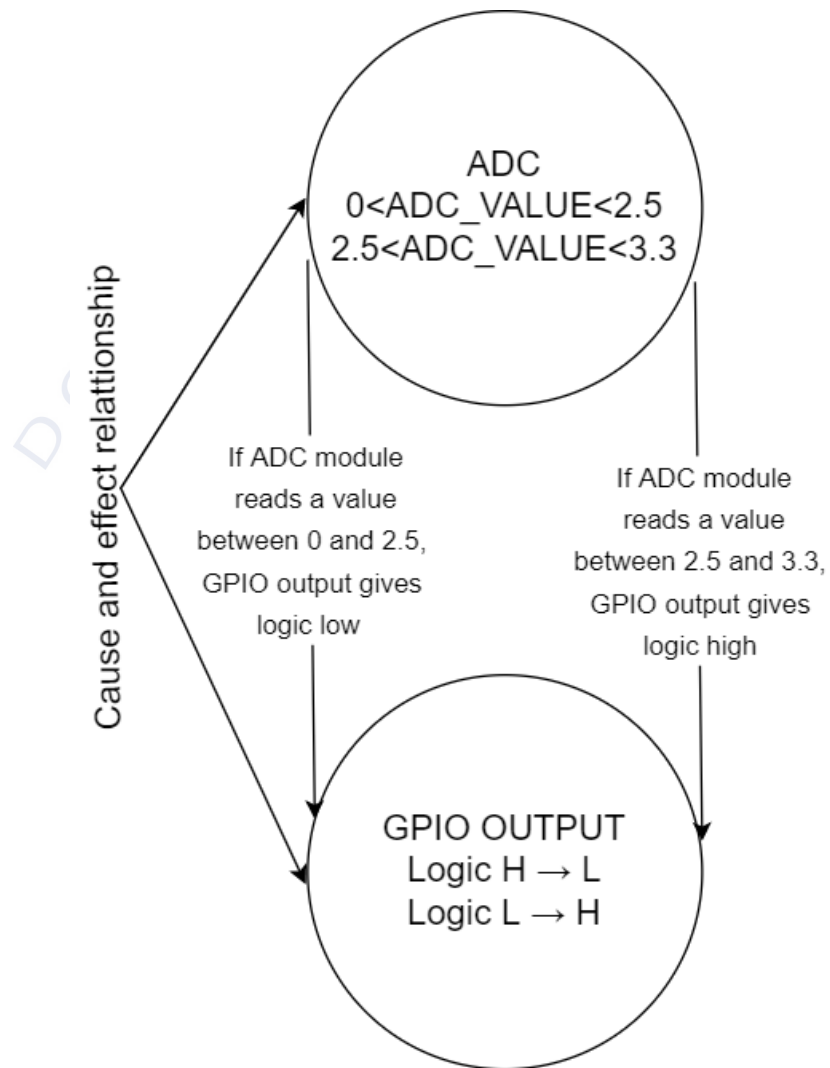 ADC
0<ADC_VALUE<2.5
2.5<ADC_VALUE<3.3
Cause and effect relattionship
If ADC module
reads a value
between 0 and 2.5,
GPIO output gives
logic low
If ADC module
reads a value
between 2.5 and 3.3,
GPIO output gives
logic high
GPIO OUTPUT
Logic H → L
Logic L → H